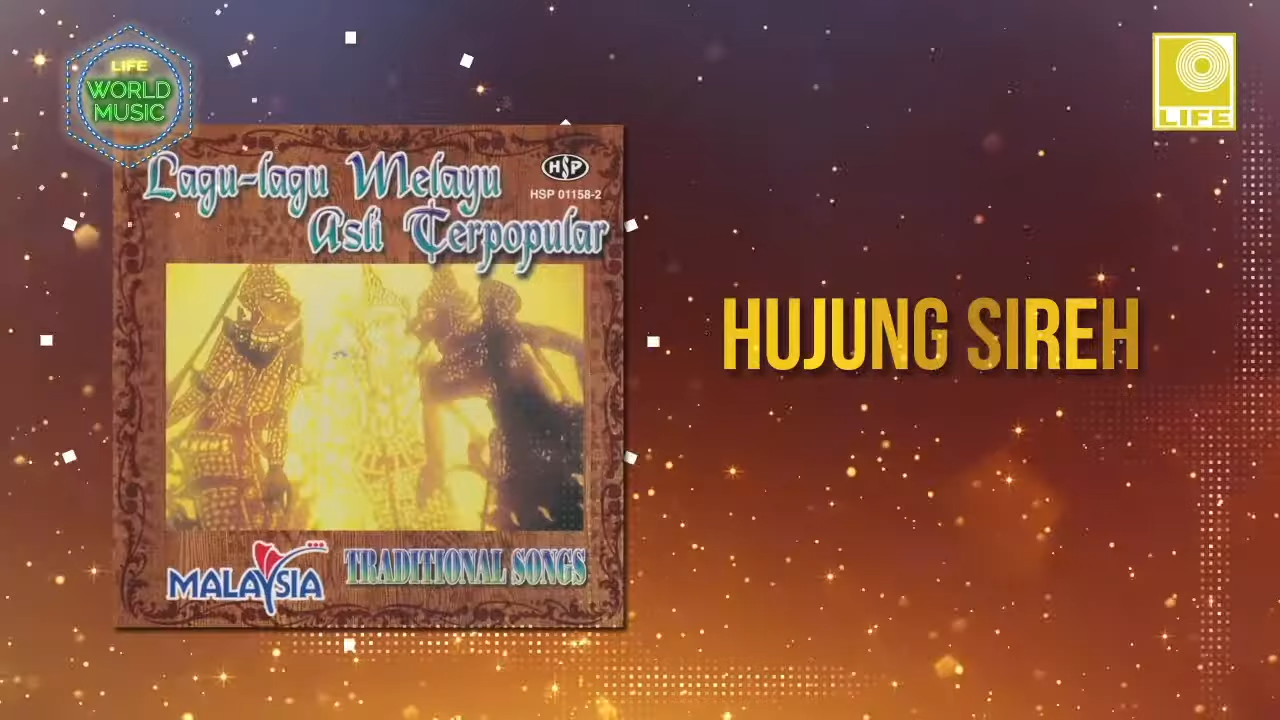 LIFE
WORLD
MUSIC
LIFE
Lagu-lagu Melayu
Asli Terpopular
HSP
HSP 01158-2
HUJUNG SIREH
MALAYSIA
TRADITIONAL SONGS